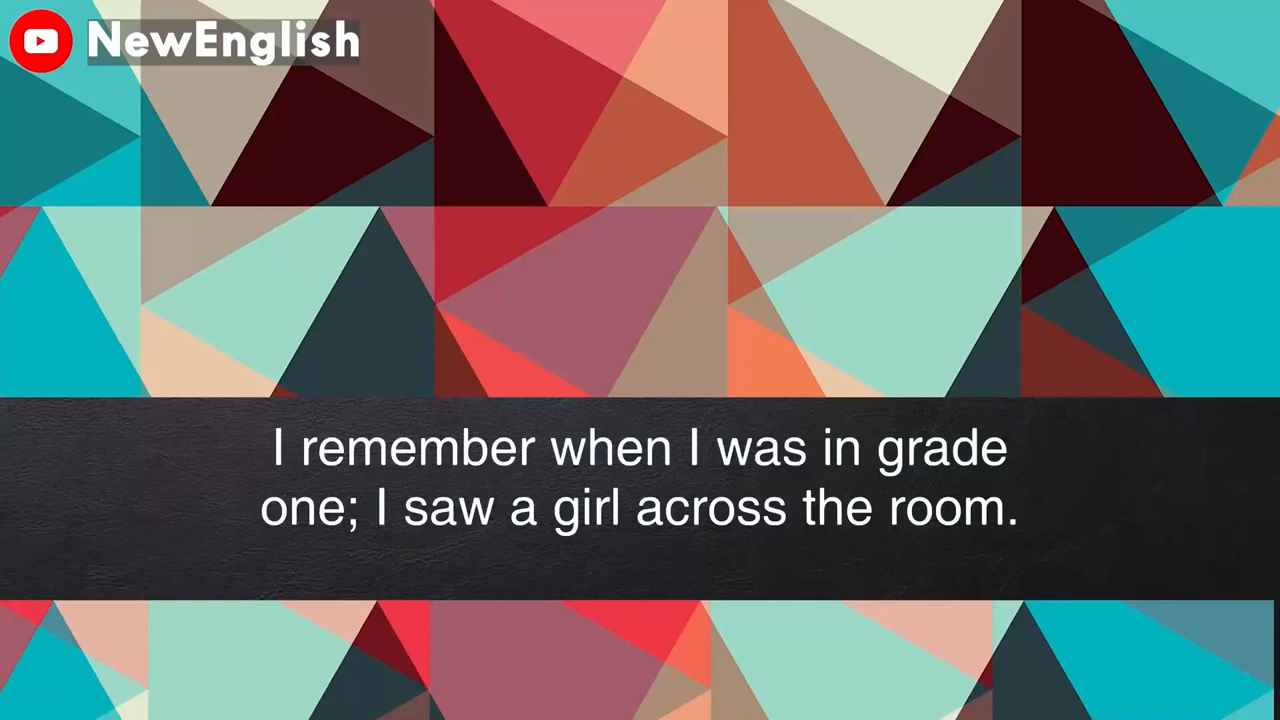 NewEnglish
I remember when I was in grade
one; I saw a girl across the room.